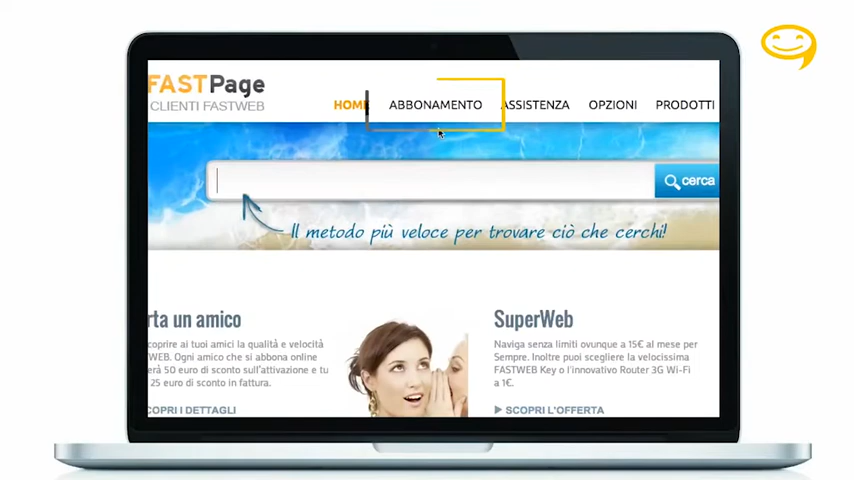 FASTPage
CLIENTI FASTWEB
HOME ABBONAMENTO ASSISTENZA OPZIONI PRODOTTI
cerca
Il metodo più veloce per trovare ciò che cerchi!
rta un amico
coprire ai tuoi amici la qualità e velocità
WEB. Ogni amico che si abbona online
erà 50 euro di sconto sull'attivazione e tu
25 euro di sconto in fattura.
COPRI I DETTAGLI
SuperWeb
Naviga senza limiti ovunque a 15€ al mese per
Sempre. Inoltre puoi scegliere la velocissima
FASTWEB Key o l'innovativo Router 3G Wi-Fi
a 1€.
SCOPRI L'OFFERTA